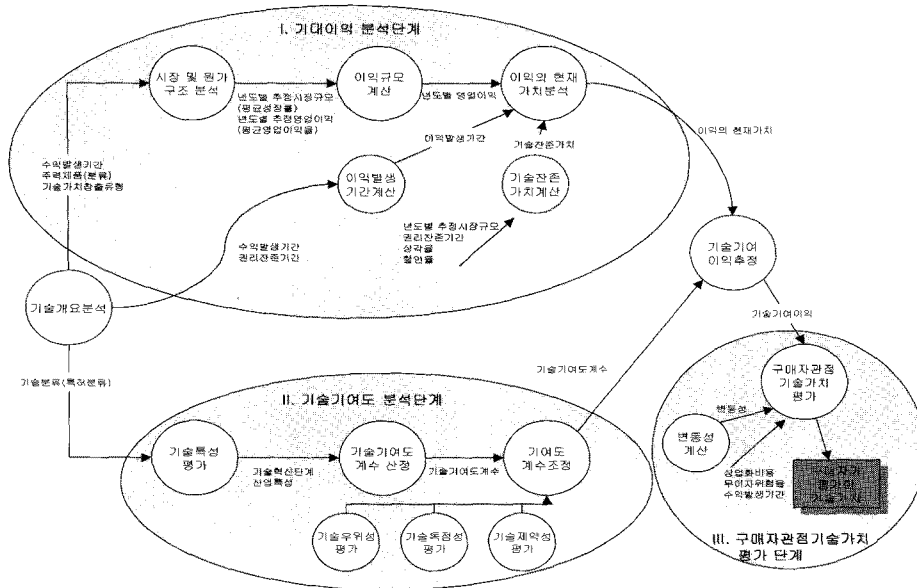 I. 기대이익 분석단계
시장 및 원가
구조 분석
이익규모
계산
이익의 현재
가치분석
년도별 추정시장규모
(평균성장률)
년도별 추정영업이익
(평균영업이익율)
년도별 영업이익
이익의 현재가치
이익발생기간
기술잔존가치
수익발생기간
주력제품(분류)
기술가치창출유형
이익발생
기간계산
기술잔존
가치계산
년도별 추정시장규모
권리잔존기간
상각율
할인율
수익발생기간
권리잔존기간
기술기여
이익추정
기술개요분석
기술기여이익
기술분류(특허분류)
기술기여도계수
II. 기술기여도 분석단계
구매자관점
기술가치
평가
변동성
변동성
계산
기술특성
평가
기술혁신단계
산업특성
기술기여도
계수 산정
기술기여도계수
기여도
계수조정
상업화비용
무이자위험율
수익발생기간
기술우위성
평가
기술독점성
평가
기술제약성
평가
III. 구매자관점기술가치
평가 단계